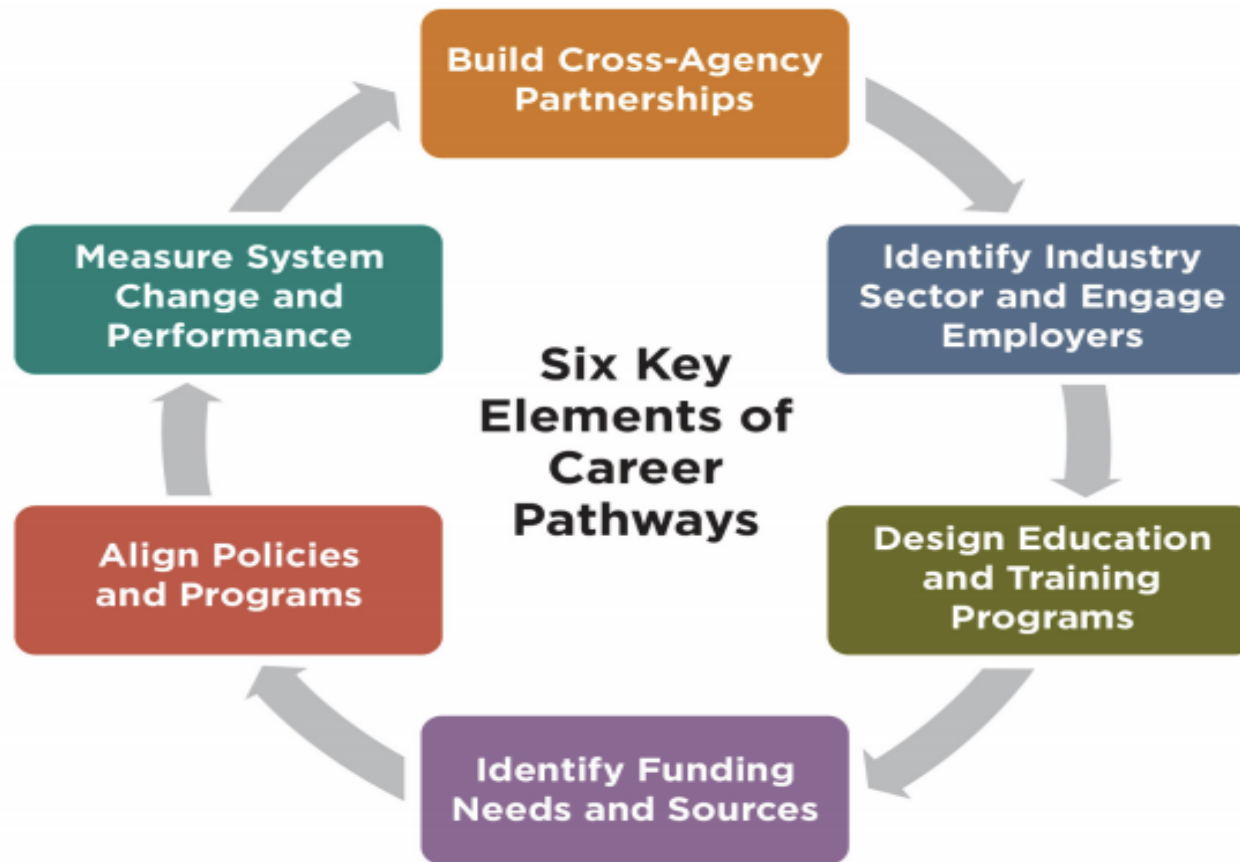 Build Cross-Agency
Partnerships
Identify Industry
Sector and Engage
Employers
Design Education
and Training
Programs
Identify Funding
Needs and Sources
Align Policies
and Programs
Measure System
Change and
Performance
Six Key
Elements of
Career
Pathways